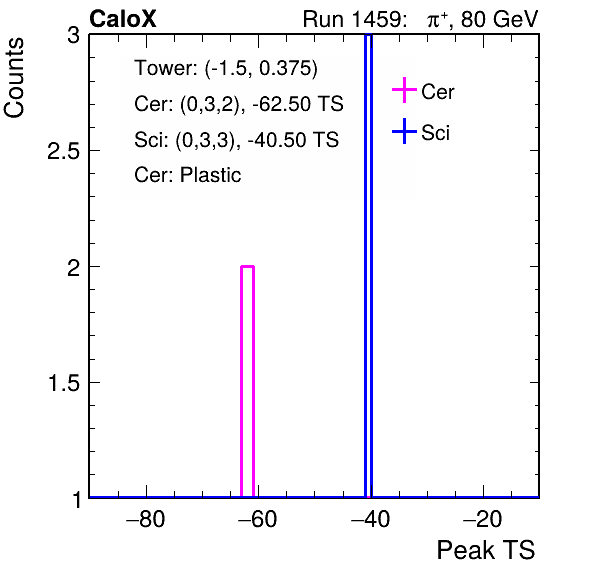 CaloX Run 1459: π+, 80 GeV
Counts
3
2.5
2
1.5
1
Tower: (-1.5, 0.375)
Cer: (0,3,2), -62.50 TS
Sci: (0,3,3), -40.50 TS
Cer: Plastic
Cer
Sci
−80 −60 −40 −20
Peak TS